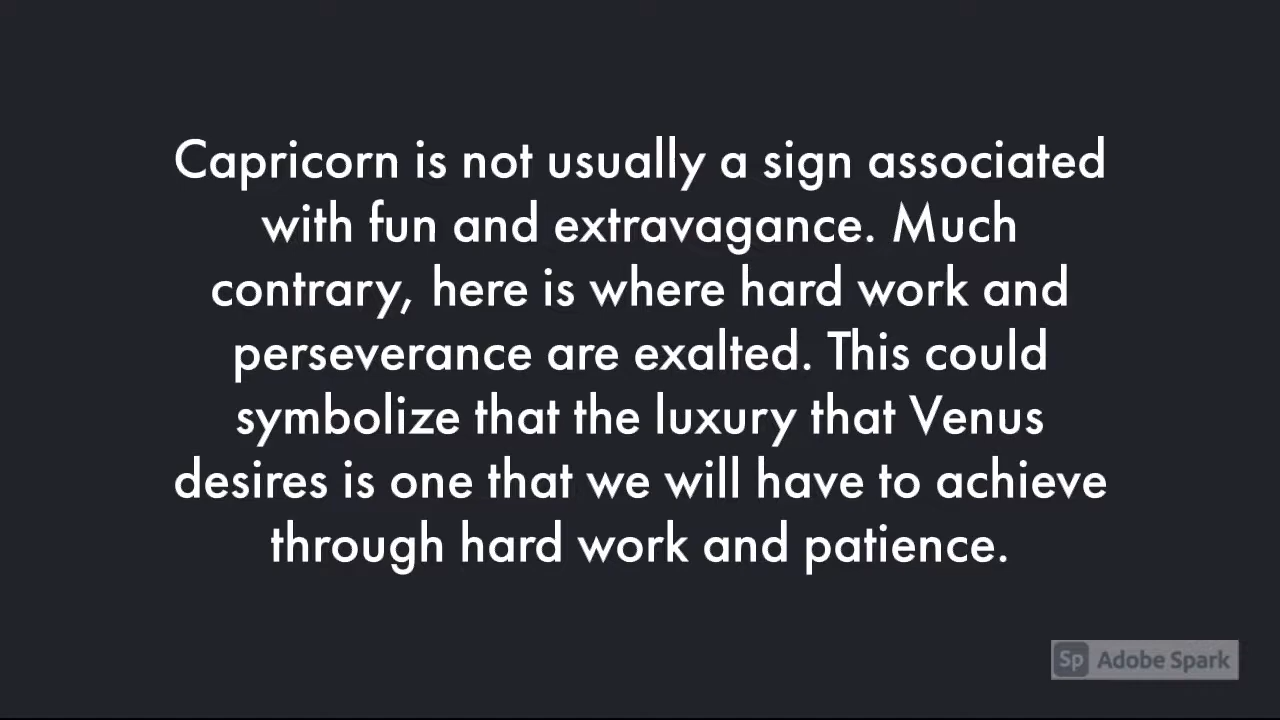 Capricorn is not usually a sign associated
with fun and extravagance. Much
contrary, here is where hard work and
perseverance are exalted. This could
symbolize that the luxury that Venus
desires is one that we will have to achieve
through hard work and patience.
Sp Adobe Spark